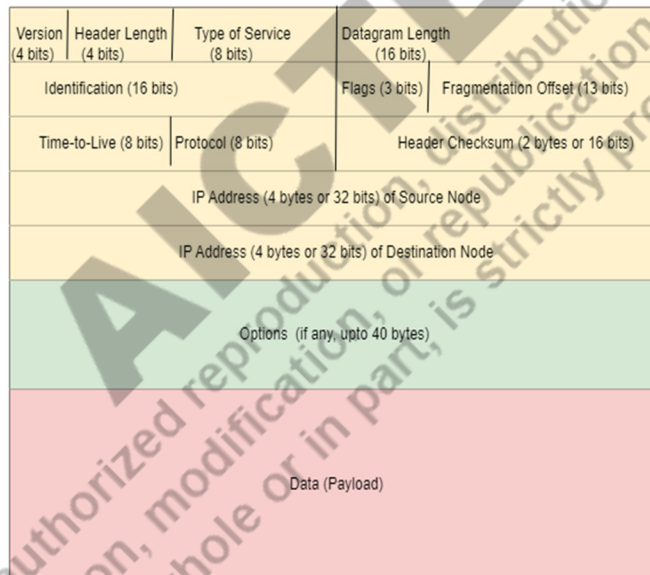 Version
(4 bits)
Header Length
(4 bits)
Type of Service
(8 bits)
Datagram Length
(16 bits)
Identification (16 bits)
Flags (3 bits)
Fragmentation Offset (13 bits)
Time-to-Live (8 bits)
Protocol (8 bits)
Header Checksum (2 bytes or 16 bits)
IP Address (4 bytes or 32 bits) of Source Node
IP Address (4 bytes or 32 bits) of Destination Node
Options (if any, upto 40 bytes)
Data (Payload)
AICTE
authorized reproduction, distributio
on, modification, or republication
whole or in part, is strictly pro